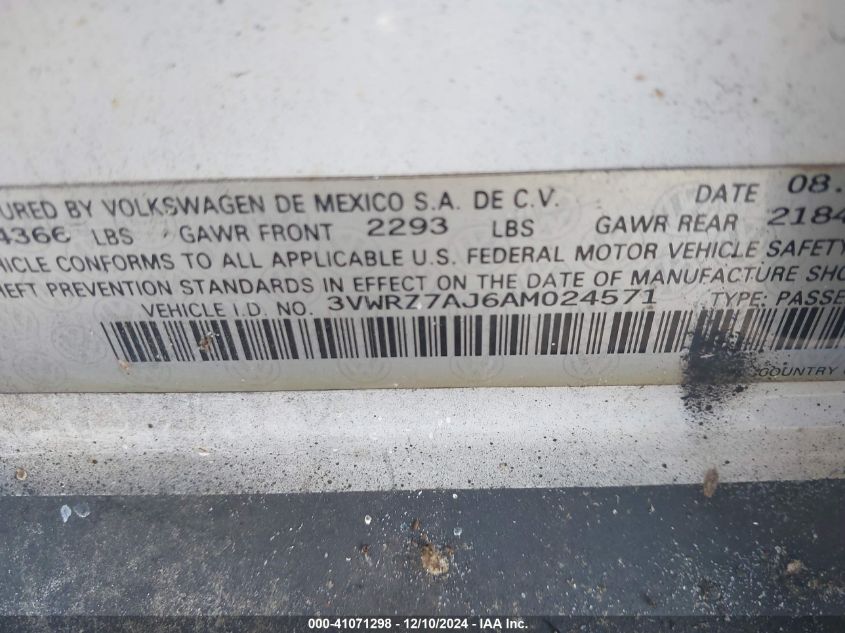 URED BY VOLKSWAGEN DE MEXICO S.A. DE C.V. DATE 08.
4366 LBS GAWR FRONT 2293 LBS GAWR REAR 2184
HICLE CONFORMS TO ALL APPLICABLE U.S. FEDERAL MOTOR VEHICLE SAFETY
HEFT PREVENTION STANDARDS IN EFFECT ON THE DATE OF MANUFACTURE SHO
VEHICLE I.D. NO. 3VWRZ7AJ6AM024571 TYPE: PASSE
COUNTRY
000-41071298 - 12/10/2024 - IAA Inc.